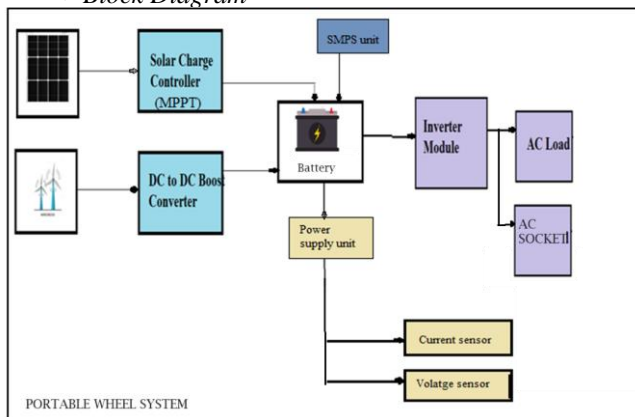 Block Diagram
SMPS unit
Solar Charge
Controller
(MPPT)
Battery
Inverter
Module
AC Load
DC to DC Boost
Converter
Power
supply unit
AC
SOCKET
Current sensor
Volatge sensor
PORTABLE WHEEL SYSTEM